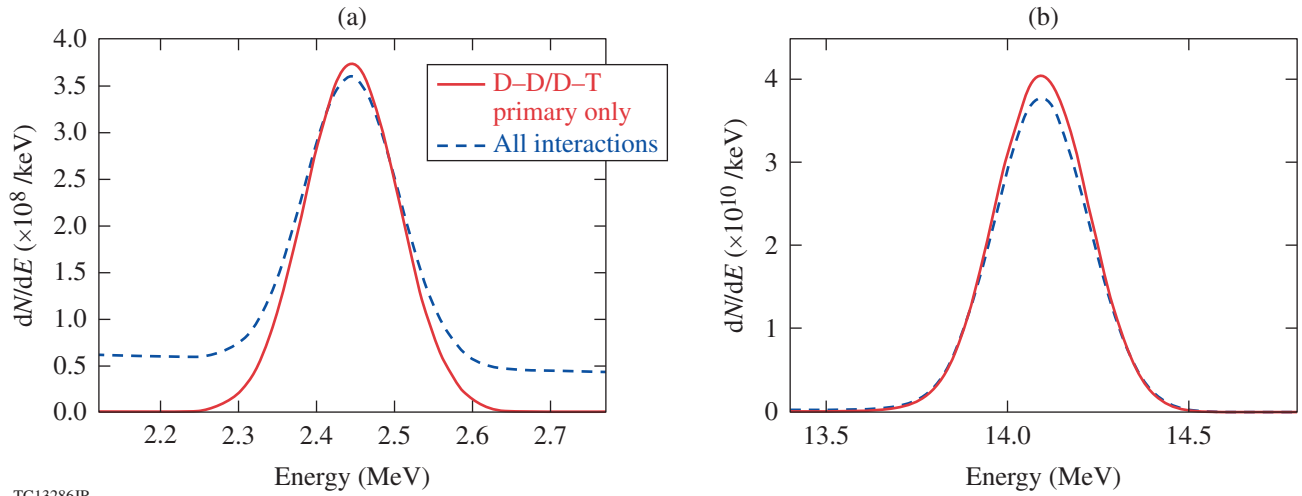 (a)
4.0
3.5
3.0
2.5
2.0
1.5
1.0
0.5
0.0
dN/dE (×10⁸ /keV)
2.2 2.3 2.4 2.5 2.6 2.7
Energy (MeV)
D–D/D–T
primary only
All interactions
(b)
4
3
2
1
0
dN/dE (×10¹⁰ /keV)
13.5 14.0 14.5
Energy (MeV)
TC13286JR